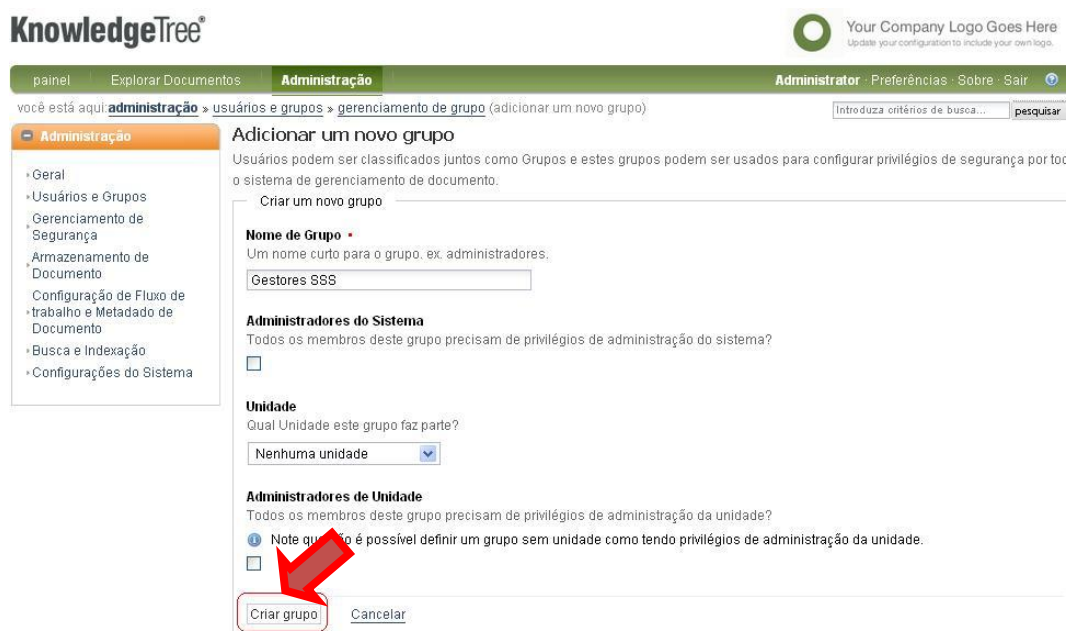 KnowledgeTree®
Your Company Logo Goes Here
Update your configuration to include your own logo.
painel Explorar Documentos Administração Administrator · Preferências · Sobre · Sair
você está aqui: administração » usuários e grupos » gerenciamento de grupo (adicionar um novo grupo)
Introduza critérios de busca... pesquisar
Administração
Geral
Usuários e Grupos
Gerenciamento de
Segurança
Armazenamento de
Documento
Configuração de Fluxo de
trabalho e Metadado de
Documento
Busca e Indexação
Configurações do Sistema
Adicionar um novo grupo
Usuários podem ser classificados juntos como Grupos e estes grupos podem ser usados para configurar privilégios de segurança por
o sistema de gerenciamento de documento.
Criar um novo grupo
Nome de Grupo
Um nome curto para o grupo. ex. administradores.
Gestores SSS
Administradores do Sistema
Todos os membros deste grupo precisam de privilégios de administração do sistema?
Unidade
Qual Unidade este grupo faz parte?
Nenhuma unidade
Administradores de Unidade
Todos os membros deste grupo precisam de privilégios de administração da unidade?
Note que é possível definir um grupo sem unidade como tendo privilégios de administração da unidade.
Criar grupo Cancelar